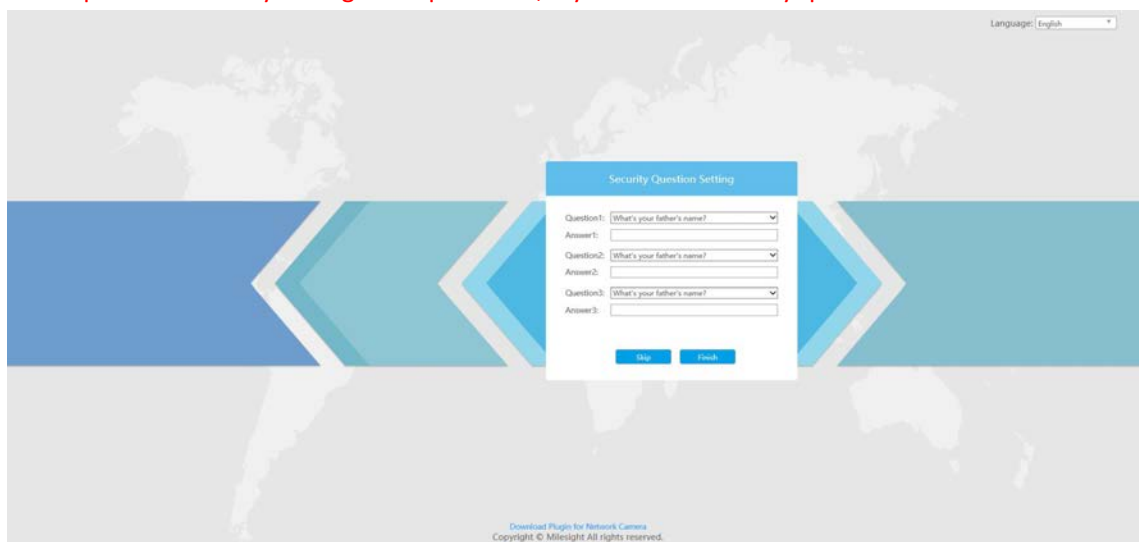 Language: English
Security Question Setting
Question1: What's your father's name?
Answer1:
Question2: What's your father's name?
Answer2:
Question3: What's your father's name?
Answer3:
Skip Finish
Download Plugin for Network Camera
Copyright © Milesight All rights reserved.